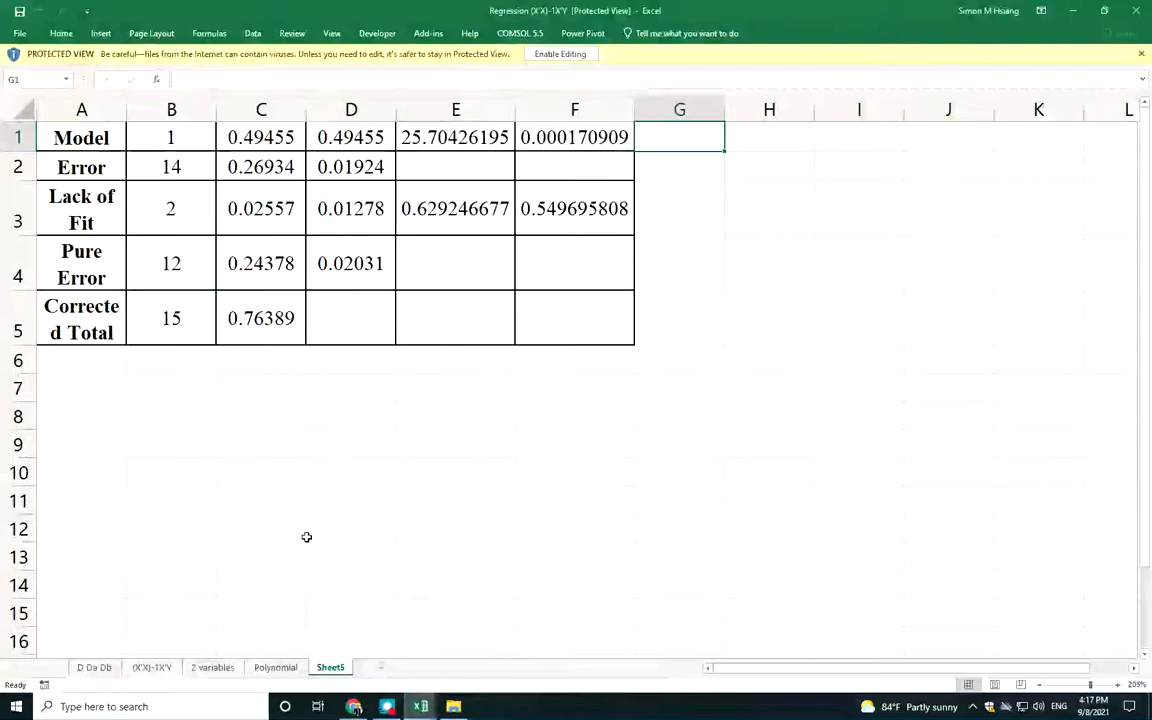 Regression (X'X)-1X'Y [Protected View] - Excel
Simon M Hsiang
File Home Insert Page Layout Formulas Data Review View Developer Add-ins Help COMSOL 5.5 Power Pivot Tell me what you want to do
PROTECTED VIEW Be careful—files from the Internet can contain viruses. Unless you need to edit, it's safer to stay in Protected View. Enable Editing
G1 fx
A B C D E F G H I J K L
1 Model 1 0.49455 0.49455 25.70426195 0.000170909
2 Error 14 0.26934 0.01924
3 Lack of Fit 2 0.02557 0.01278 0.629246677 0.549695808
4 Pure Error 12 0.24378 0.02031
5 Corrected Total 15 0.76389
6
7
8
9
10
11
12
13
14
15
16
D Da Db (X'X)-1X'Y 2 variables Polynomial Sheet5
Ready 205%
Type here to search 84°F Partly sunny ENG 4:17 PM
9/8/2021